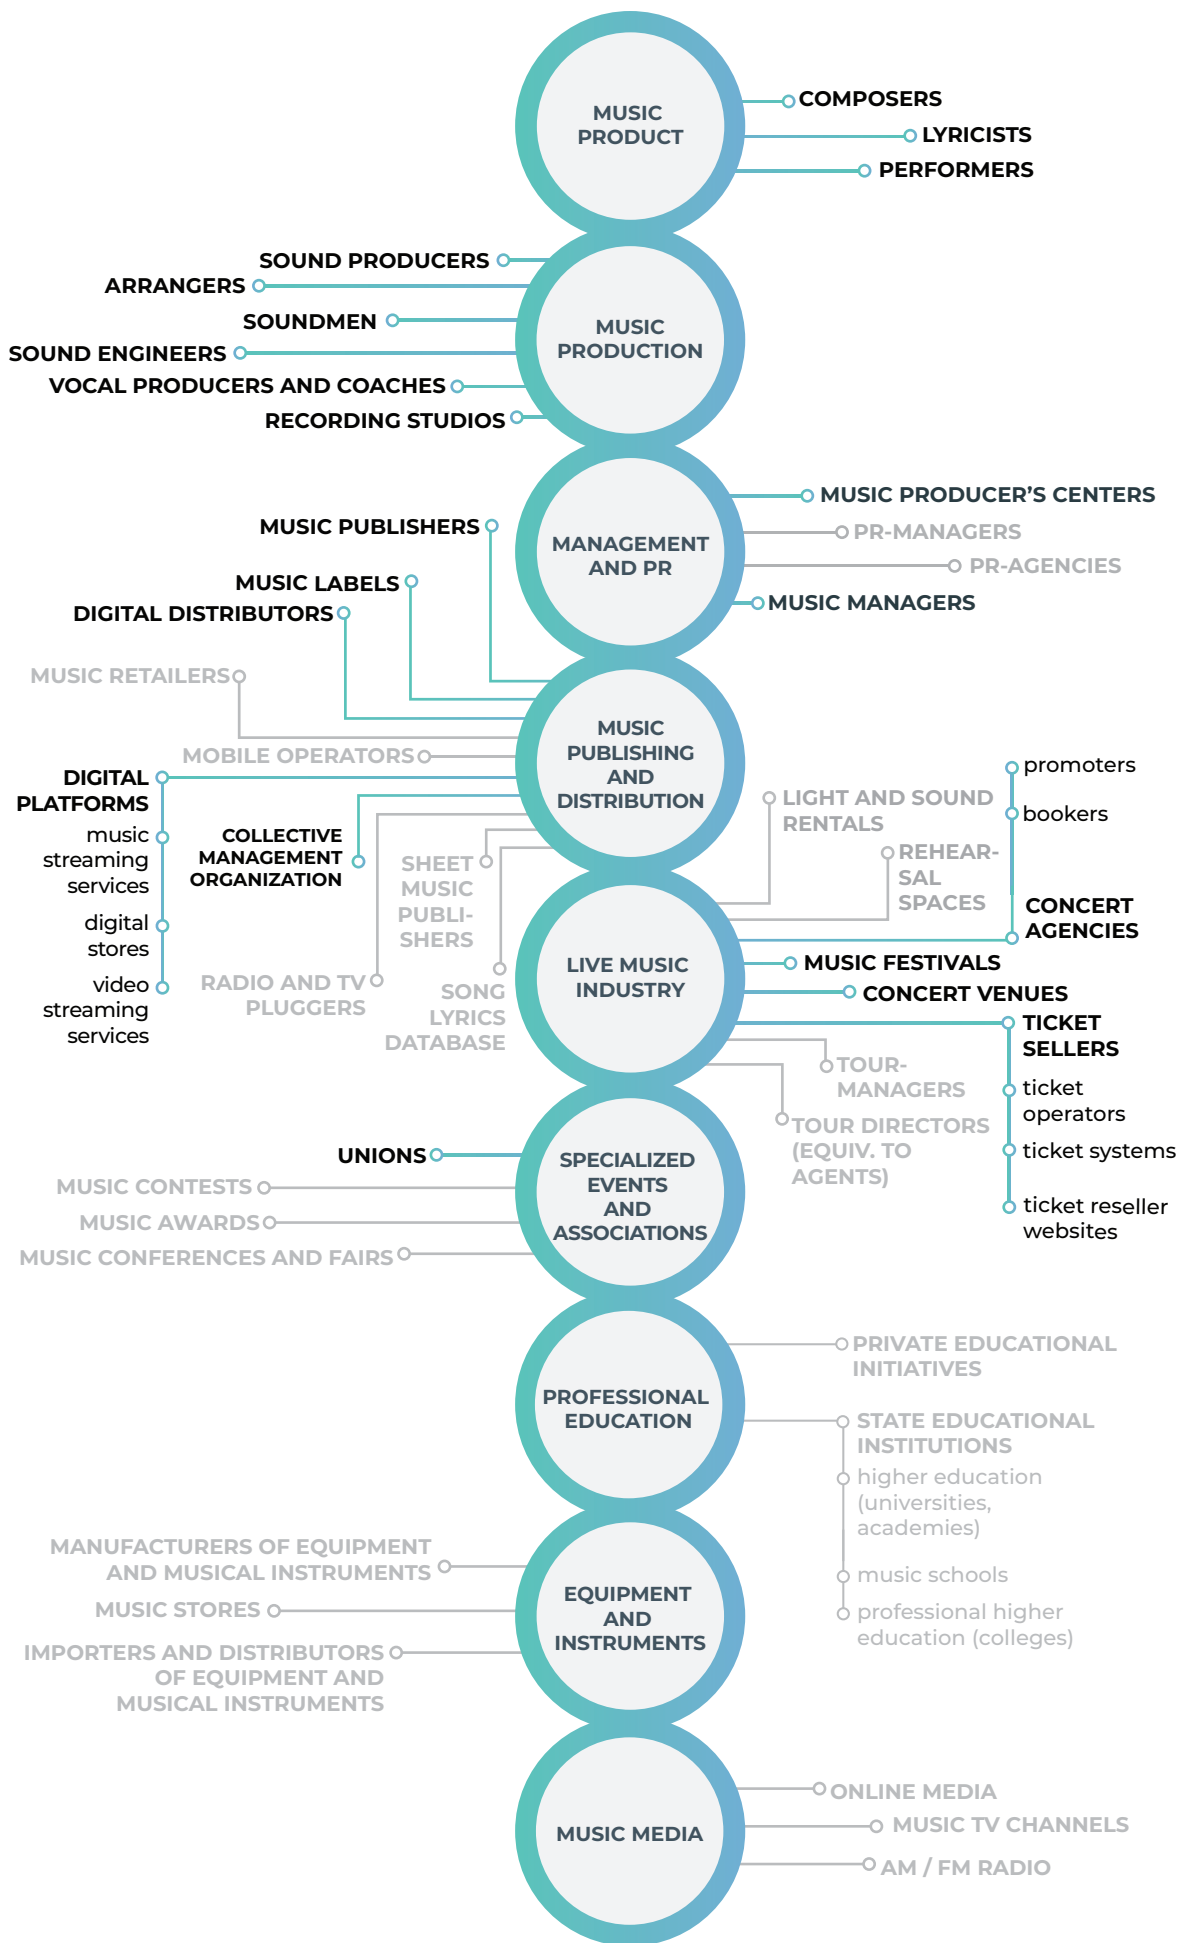 MUSIC
PRODUCT
COMPOSERS
LYRICISTS
PERFORMERS
MUSIC
PRODUCTION
SOUND PRODUCERS
ARRANGERS
SOUNDMEN
SOUND ENGINEERS
VOCAL PRODUCERS AND COACHES
RECORDING STUDIOS
MANAGEMENT
AND PR
MUSIC PRODUCER’S CENTERS
PR-MANAGERS
PR-AGENCIES
MUSIC MANAGERS
MUSIC
PUBLISHING
AND
DISTRIBUTION
MUSIC PUBLISHERS
MUSIC LABELS
DIGITAL DISTRIBUTORS
MUSIC RETAILERS
MOBILE OPERATORS
DIGITAL
PLATFORMS
music
streaming
services
digital
stores
video
streaming
services
COLLECTIVE
MANAGEMENT
ORGANIZATION
RADIO AND TV
PLUGGERS
SHEET
MUSIC
PUBLI-
SHERS
SONG
LYRICS
DATABASE
LIVE MUSIC
INDUSTRY
LIGHT AND SOUND
RENTALS
REHEAR-
SAL
SPACES
promoters
bookers
CONCERT
AGENCIES
MUSIC FESTIVALS
CONCERT VENUES
TICKET
SELLERS
ticket
operators
ticket systems
ticket reseller
websites
TOUR-
MANAGERS
TOUR DIRECTORS
(EQUIV. TO
AGENTS)
SPECIALIZED
EVENTS
AND
ASSOCIATIONS
UNIONS
MUSIC CONTESTS
MUSIC AWARDS
MUSIC CONFERENCES AND FAIRS
PROFESSIONAL
EDUCATION
PRIVATE EDUCATIONAL
INITIATIVES
STATE EDUCATIONAL
INSTITUTIONS
higher education
(universities,
academies)
music schools
professional higher
education (colleges)
EQUIPMENT
AND
INSTRUMENTS
MANUFACTURERS OF EQUIPMENT
AND MUSICAL INSTRUMENTS
MUSIC STORES
IMPORTERS AND DISTRIBUTORS
OF EQUIPMENT AND
MUSICAL INSTRUMENTS
MUSIC MEDIA
ONLINE MEDIA
MUSIC TV CHANNELS
AM / FM RADIO